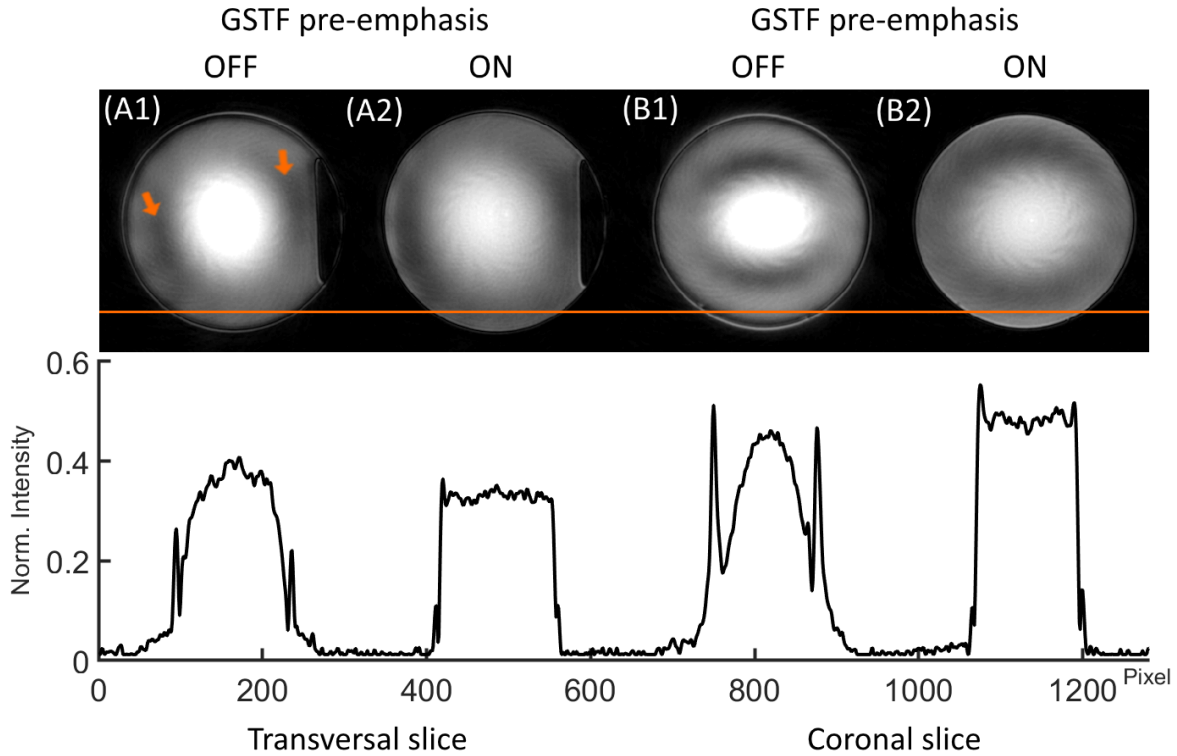 GSTF pre-emphasis GSTF pre-emphasis
OFF ON OFF ON
(A1) (A2) (B1) (B2)
0.6
0.4
0.2
0
Norm. Intensity
0 200 400 600 800 1000 1200 Pixel
Transversal slice Coronal slice